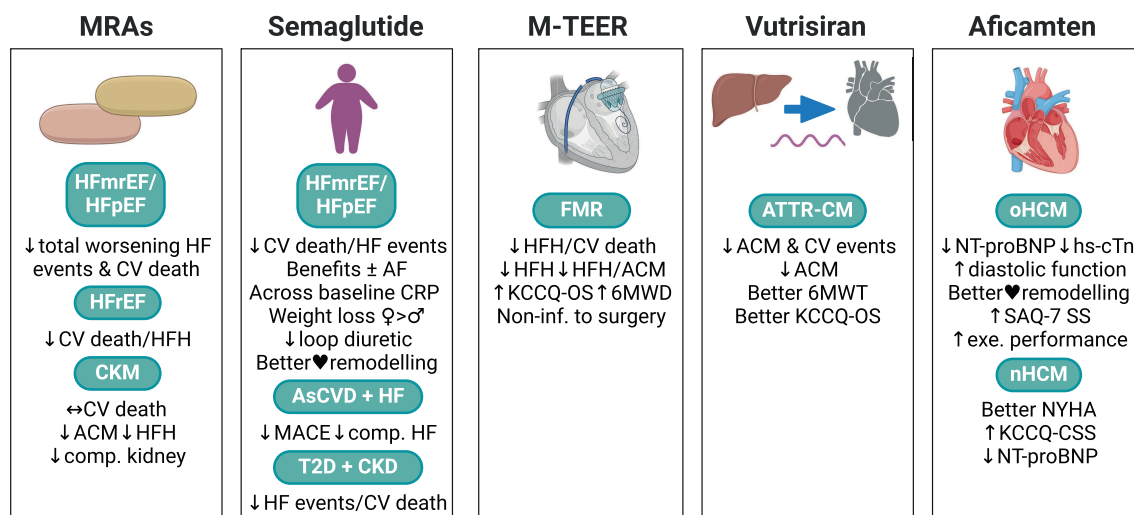 MRAs
HFmrEF/
HFpEF
↓total worsening HF
events & CV death
HFrEF
↓CV death/HFH
CKM
↔CV death
↓ACM↓HFH
↓comp. kidney
Semaglutide
HFmrEF/
HFpEF
↓CV death/HF events
Benefits ± AF
Across baseline CRP
Weight loss ♀>♂
↓loop diuretic
Better♥remodelling
AsCVD + HF
↓MACE↓comp. HF
T2D + CKD
↓HF events/CV death
M-TEER
FMR
↓HFH/CV death
↓HFH↓HFH/ACM
↑KCCQ-OS↑6MWD
Non-inf. to surgery
Vutrisiran
ATTR-CM
↓ACM & CV events
↓ACM
Better 6MWT
Better KCCQ-OS
Aficamten
oHCM
↓NT-proBNP↓hs-cTn
↑diastolic function
Better♥remodelling
↑SAQ-7 SS
↑exe. performance
nHCM
Better NYHA
↑KCCQ-CSS
↓NT-proBNP